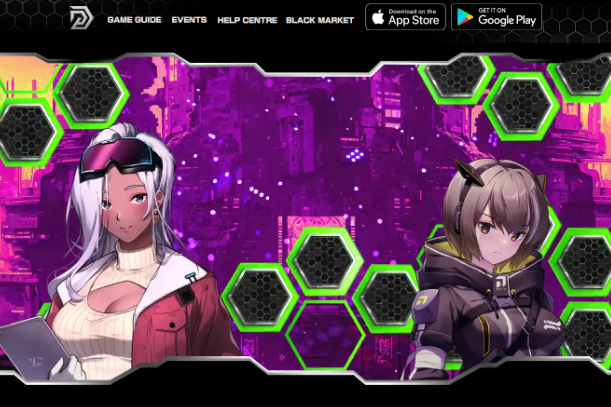 GAME GUIDE EVENTS HELP CENTRE BLACK MARKET
Download on the
App Store
GET IT ON
Google Play